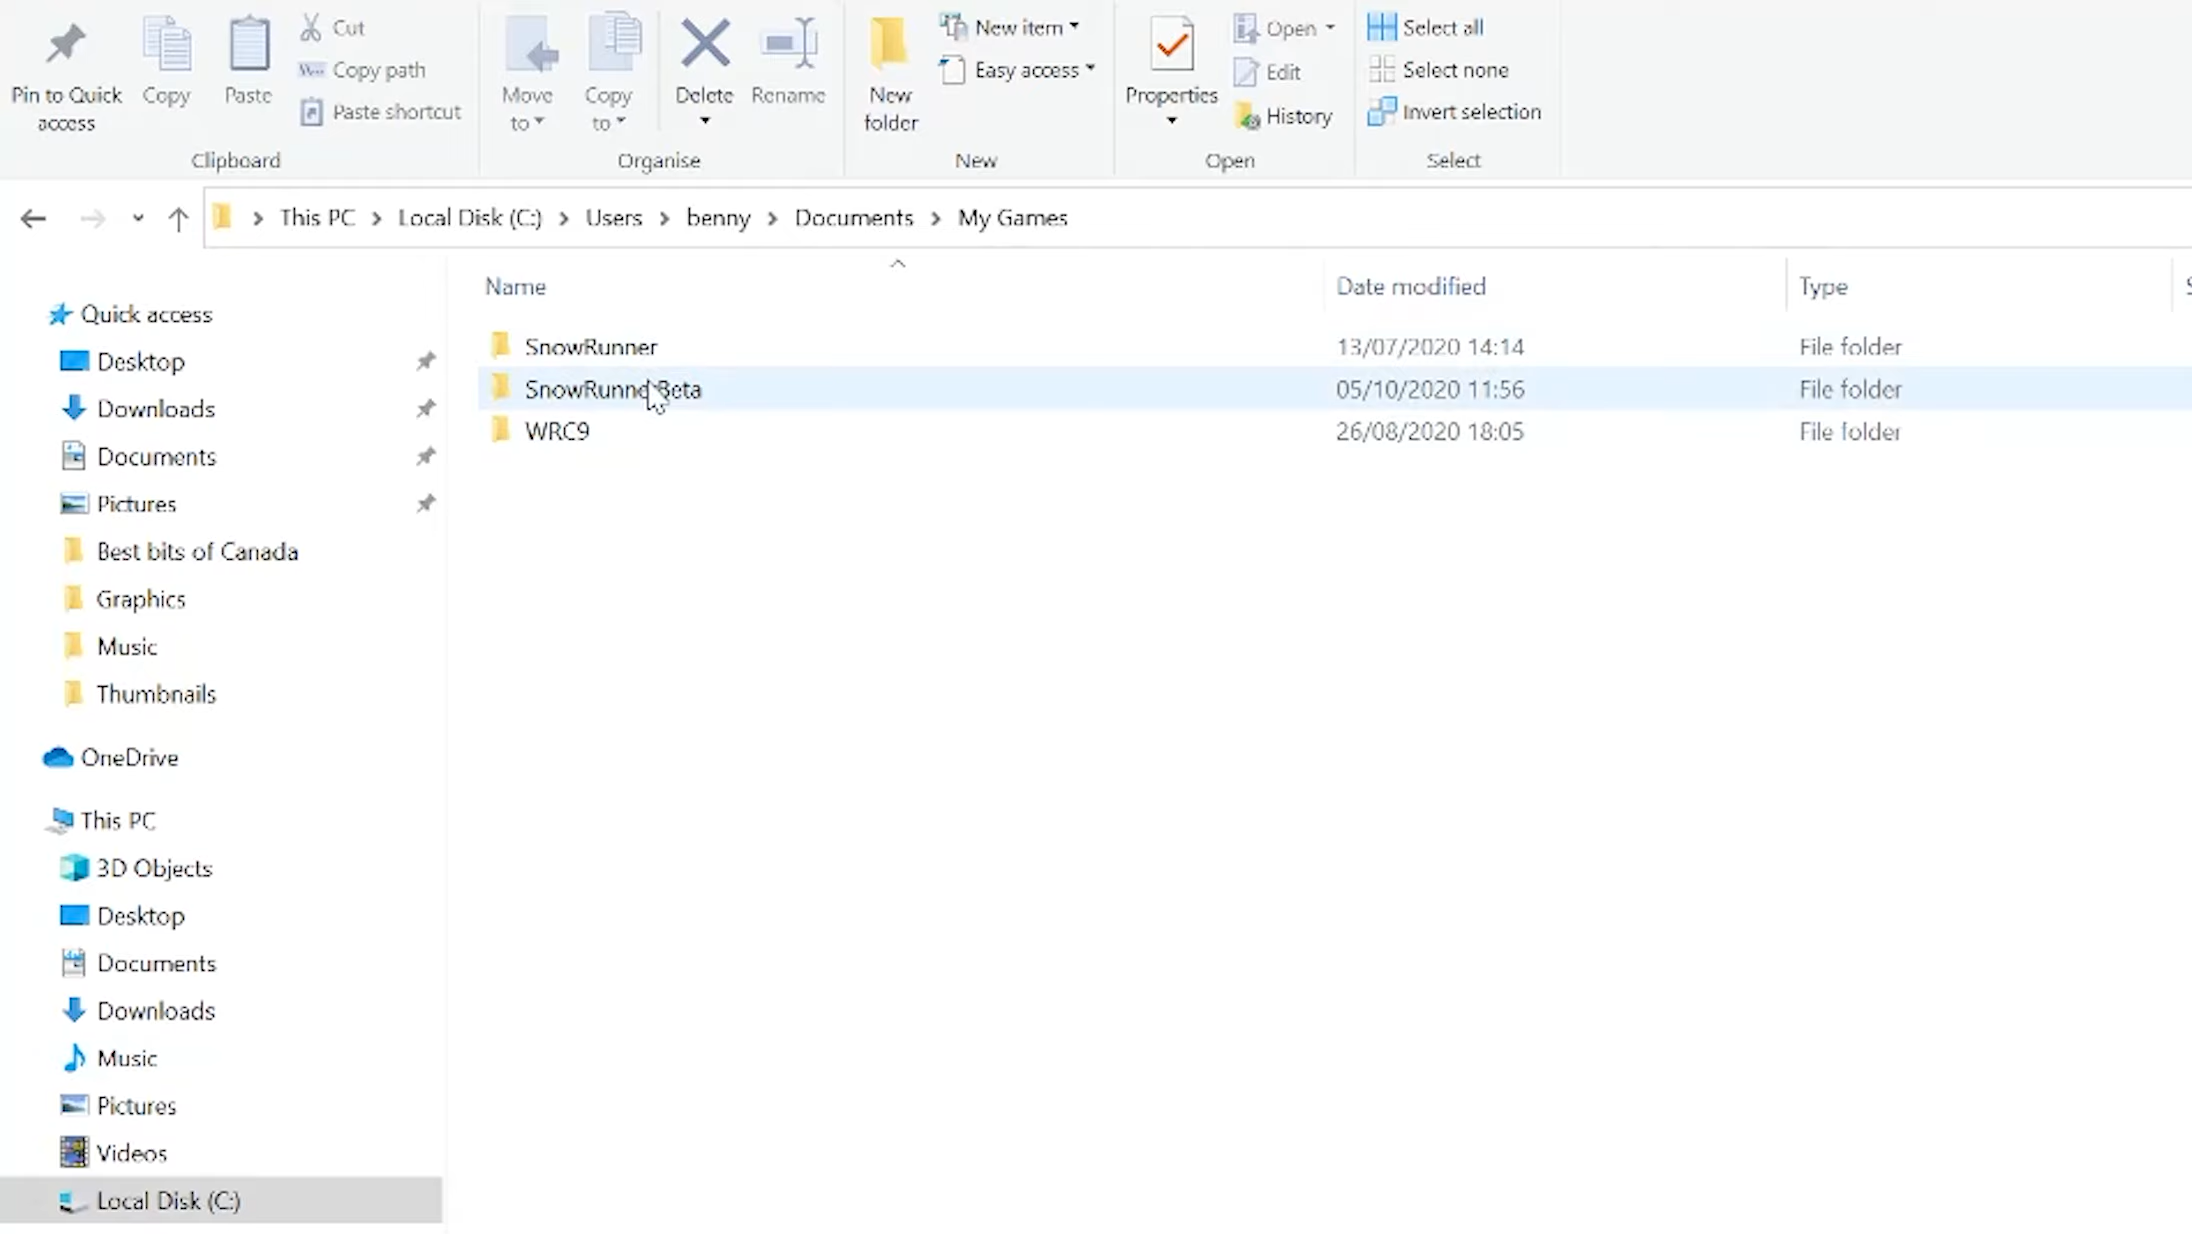 Pin to Quick access
Copy
Paste
Cut
Copy path
Paste shortcut
Clipboard
Move to
Copy to
Delete
Rename
Organise
New folder
New item
Easy access
New
Properties
Open
Edit
History
Open
Select all
Select none
Invert selection
Select
This PC > Local Disk (C:) > Users > benny > Documents > My Games
Name Date modified Type
SnowRunner 13/07/2020 14:14 File folder
SnowRunnerBeta 05/10/2020 11:56 File folder
WRC9 26/08/2020 18:05 File folder
Quick access
Desktop
Downloads
Documents
Pictures
Best bits of Canada
Graphics
Music
Thumbnails
OneDrive
This PC
3D Objects
Desktop
Documents
Downloads
Music
Pictures
Videos
Local Disk (C:)